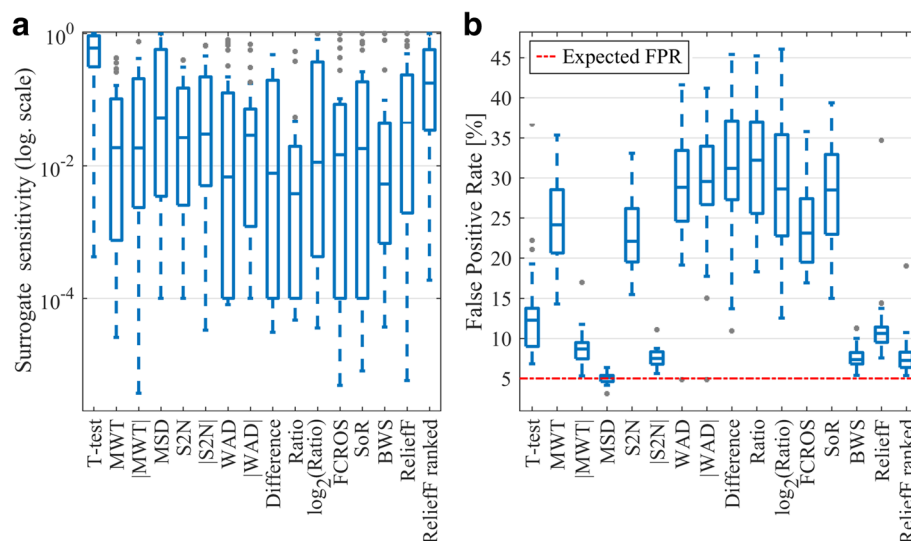 a
Surrogate sensitivity (log. scale)
10^0
10^-2
10^-4
T-test
MWT
|MWT|
MSD
S2N
|S2N|
WAD
|WAD|
Difference
Ratio
log2(Ratio)
FCROS
SoR
BWS
ReliefF
ReliefF ranked
b
False Positive Rate [%]
45
40
35
30
25
20
15
10
5
Expected FPR
T-test
MWT
|MWT|
MSD
S2N
|S2N|
WAD
|WAD|
Difference
Ratio
log2(Ratio)
FCROS
SoR
BWS
ReliefF
ReliefF ranked